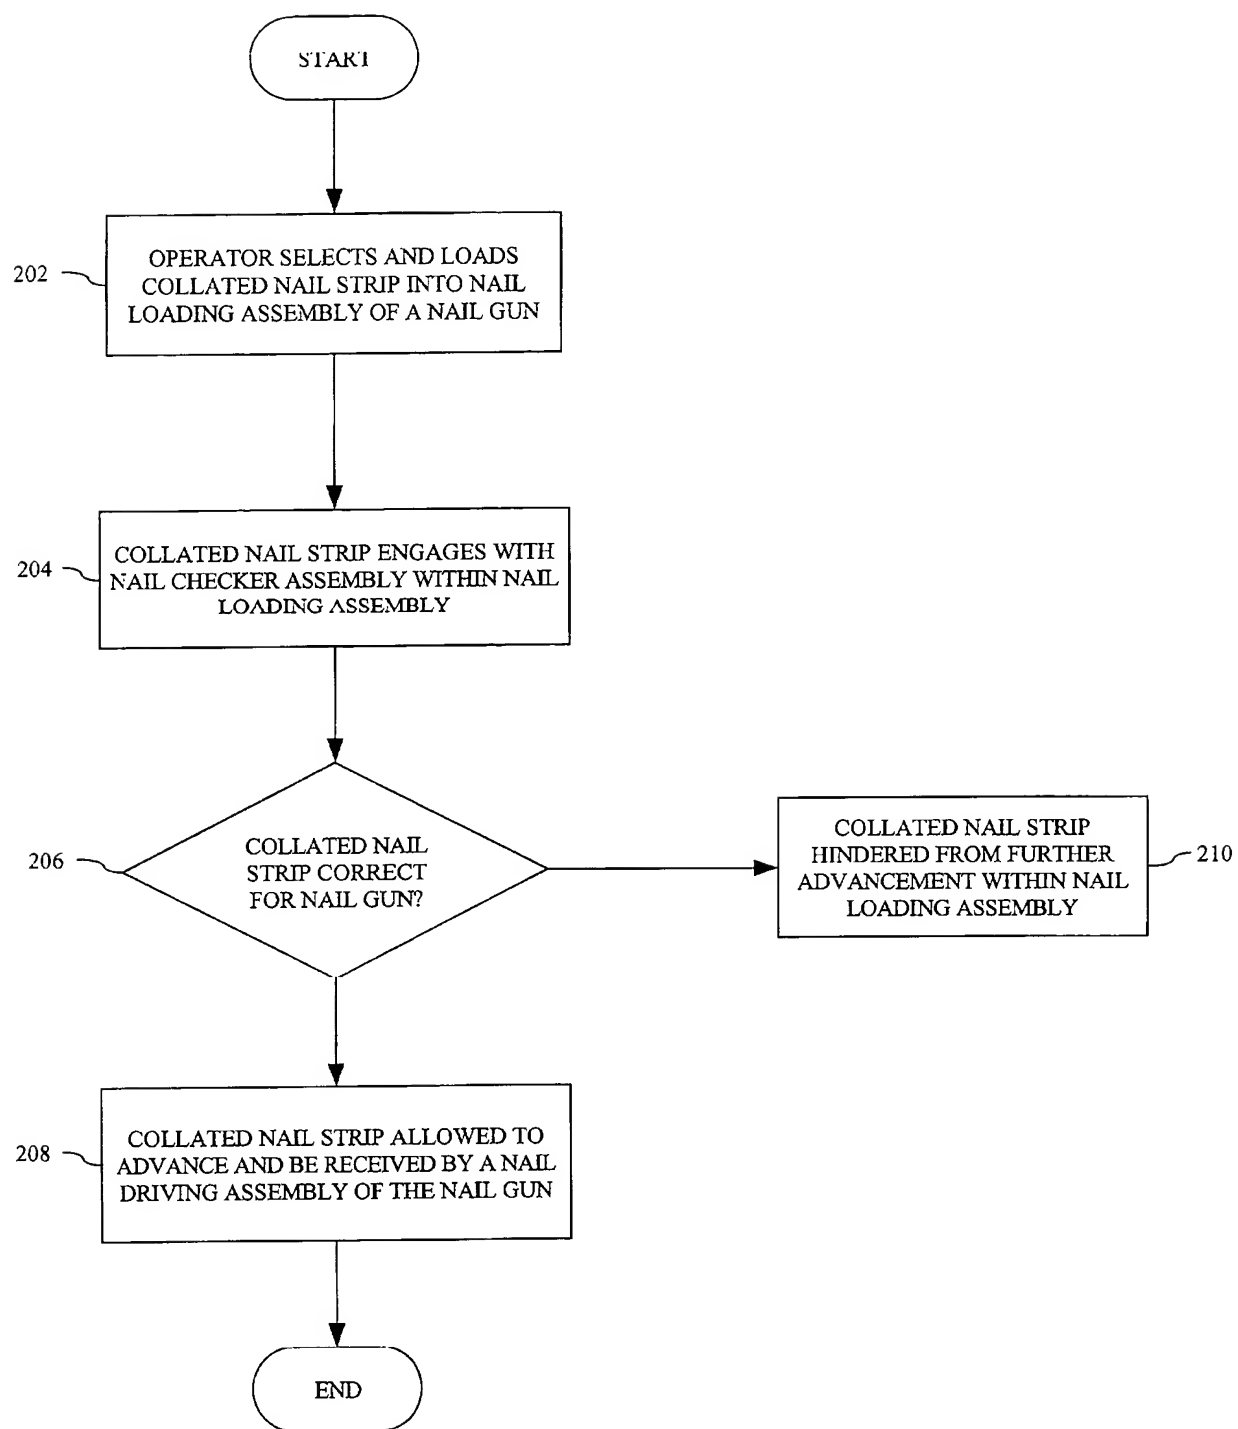 START
202
OPERATOR SELECTS AND LOADS
COLLATED NAIL STRIP INTO NAIL
LOADING ASSEMBLY OF A NAIL GUN
204
COLLATED NAIL STRIP ENGAGES WITH
NAIL CHECKER ASSEMBLY WITHIN NAIL
LOADING ASSEMBLY
206
COLLATED NAIL
STRIP CORRECT
FOR NAIL GUN?
COLLATED NAIL STRIP
HINDERED FROM FURTHER
ADVANCEMENT WITHIN NAIL
LOADING ASSEMBLY
210
208
COLLATED NAIL STRIP ALLOWED TO
ADVANCE AND BE RECEIVED BY A NAIL
DRIVING ASSEMBLY OF THE NAIL GUN
END